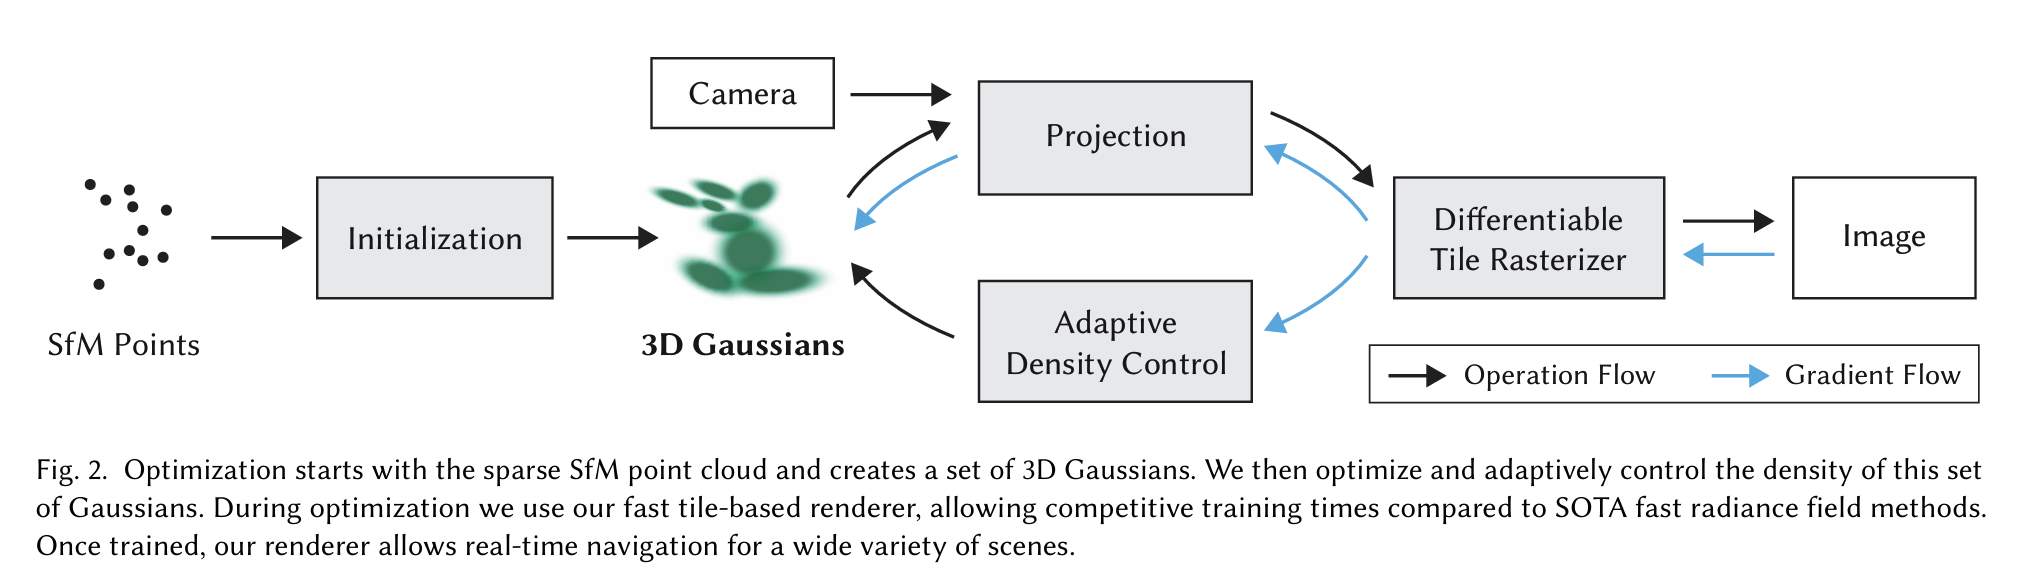 Camera
Projection
Initialization
Differentiable
Tile Rasterizer
Image
SfM Points
3D Gaussians
Adaptive
Density Control
Operation Flow
Gradient Flow
Fig. 2. Optimization starts with the sparse SfM point cloud and creates a set of 3D Gaussians. We then optimize and adaptively control the density of this set
of Gaussians. During optimization we use our fast tile-based renderer, allowing competitive training times compared to SOTA fast radiance field methods.
Once trained, our renderer allows real-time navigation for a wide variety of scenes.